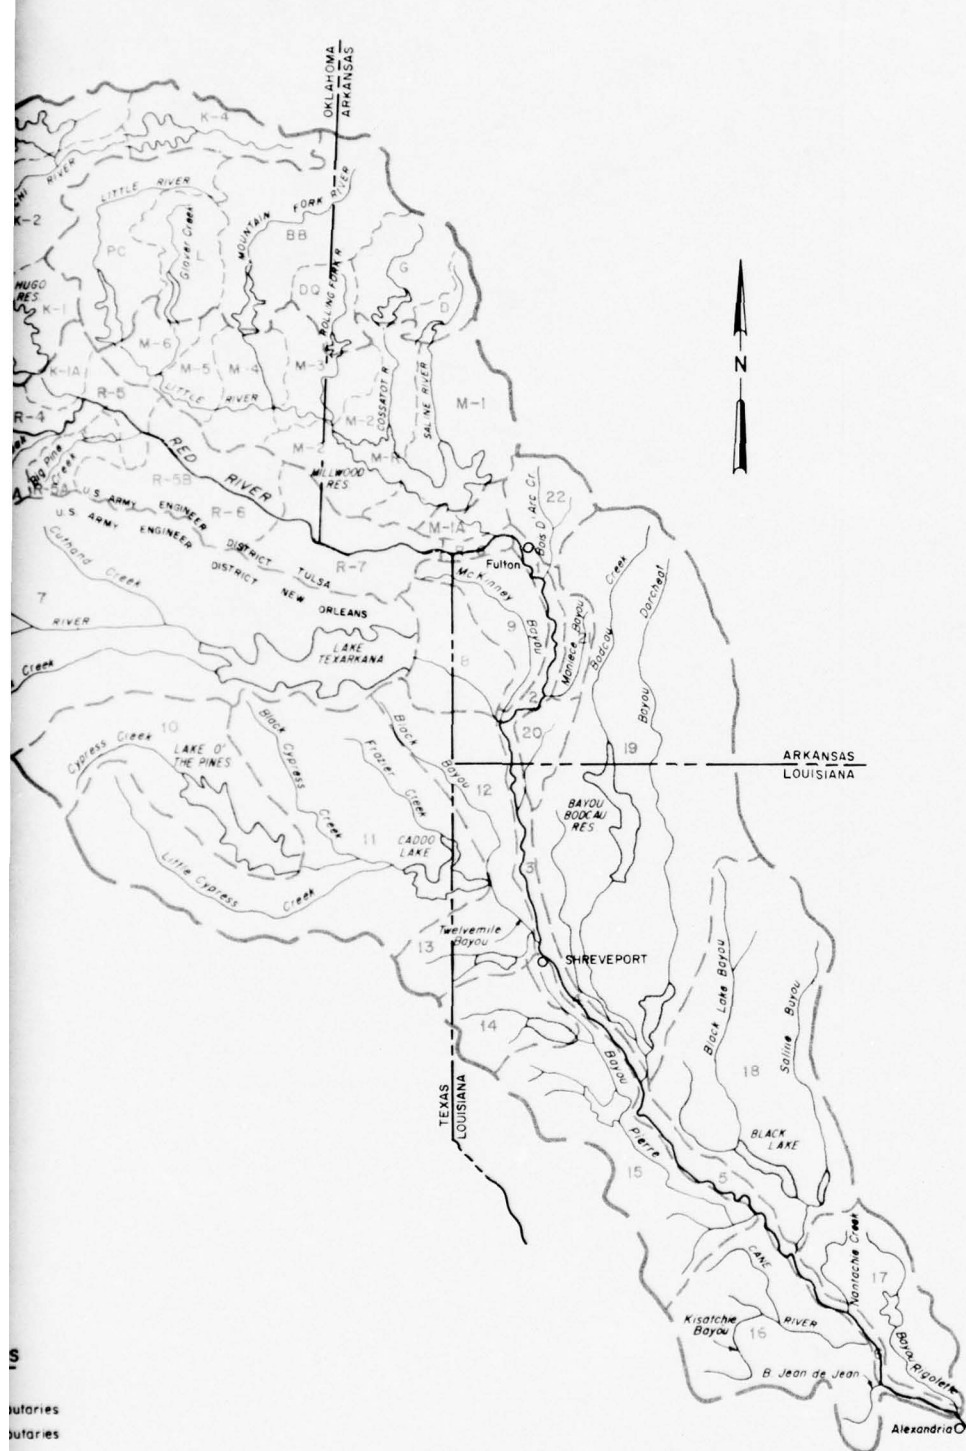 OKLAHOMA
ARKANSAS
K-4
CHI RIVER
K-2
LITTLE RIVER
MOUNTAIN FORK RIVER
BB
PC
Glover Creek
L
G
DQ
ROLLING FORK R
D
HUGO
RES.
K-1
M-6
K-1A
M-5
M-4
M-3
M-1
R-5
LITTLE RIVER
M-2
COSSATOT R
SALINE RIVER
R-4
RED RIVER
M-2
M-R
Big Pine
Creek
R-5A
R-5B
MILLWOOD
RES
22
U.S. ARMY ENGINEER DISTRICT TULSA
U.S. ARMY ENGINEER DISTRICT NEW ORLEANS
R-6
M-1A
Bois D'Arc Cr
Cuthand Creek
R-7
Fulton
1
McKinney Bayou
7
RIVER
9
Maniece Bayou
Bodcau Creek
Bayou Dorcheat
LAKE
TEXARKANA
8
Creek
2
N
10
Cypress Creek
LAKE O'
THE PINES
Black Cypress Creek
Frazier Creek
Black Bayou
20
19
ARKANSAS
LOUISIANA
12
BAYOU
BODCAU
RES
11
CADDO
LAKE
3
Little Cypress Creek
Twelvemile
Bayou
13
SHREVEPORT
Black Lake Bayou
Saline Buyou
14
18
TEXAS
LOUISIANA
Bayou Pierre
BLACK
LAKE
15
5
CANE RIVER
Nantachie Creek
17
Kisatchie
Bayou
16
Bayou Rigolette
B. Jean de Jean
S
butaries
butaries
Alexandria